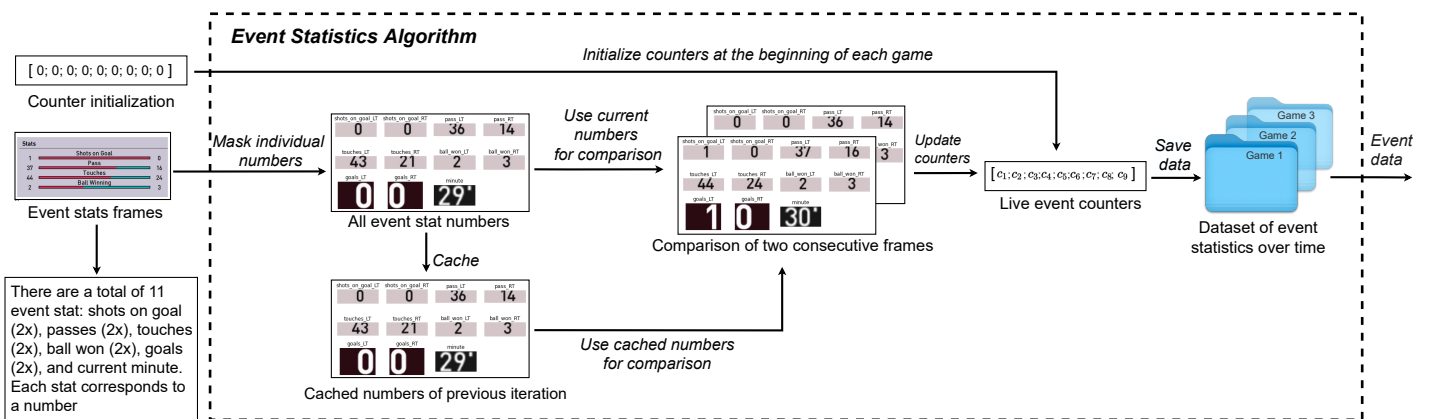 Event Statistics Algorithm
Initialize counters at the beginning of each game
[ 0; 0; 0; 0; 0; 0; 0; 0; 0 ]
Counter initialization
Stats
Shots on Goal
1 0
Pass
37 16
Touches
44 24
Ball Winning
2 3
Event stats frames
There are a total of 11
event stat: shots on goal
(2x), passes (2x), touches
(2x), ball won (2x), goals
(2x), and current minute.
Each stat corresponds to
a number
Mask individual
numbers
shots_on_goal_LT shots_on_goal_RT pass_LT pass_RT
0 0 36 14
touches_LT touches_RT ball_won_LT ball_won_RT
43 21 2 3
goals_LT goals_RT minute
0 0 29'
All event stat numbers
Cache
shots_on_goal_LT shots_on_goal_RT pass_LT pass_RT
0 0 36 14
touches_LT touches_RT ball_won_LT ball_won_RT
43 21 2 3
goals_LT goals_RT minute
0 0 29'
Cached numbers of previous iteration
Use current
numbers
for comparison
Use cached numbers
for comparison
shots_on_goal_LT shots_on_goal_RT pass_LT pass_RT
0 0 36 14
3
shots_on_goal_LT shots_on_goal_RT pass_LT pass_RT
1 0 37 16
touches_LT touches_RT ball_won_LT ball_won_RT
44 24 2 3
goals_LT goals_RT minute
1 0 30'
Comparison of two consecutive frames
Update
counters
[ c₁; c₂; c₃; c₄; c₅; c₆; c₇; c₈; c₉ ]
Live event counters
Save
data
Game 3
Game 2
Game 1
Dataset of event
statistics over time
Event
data